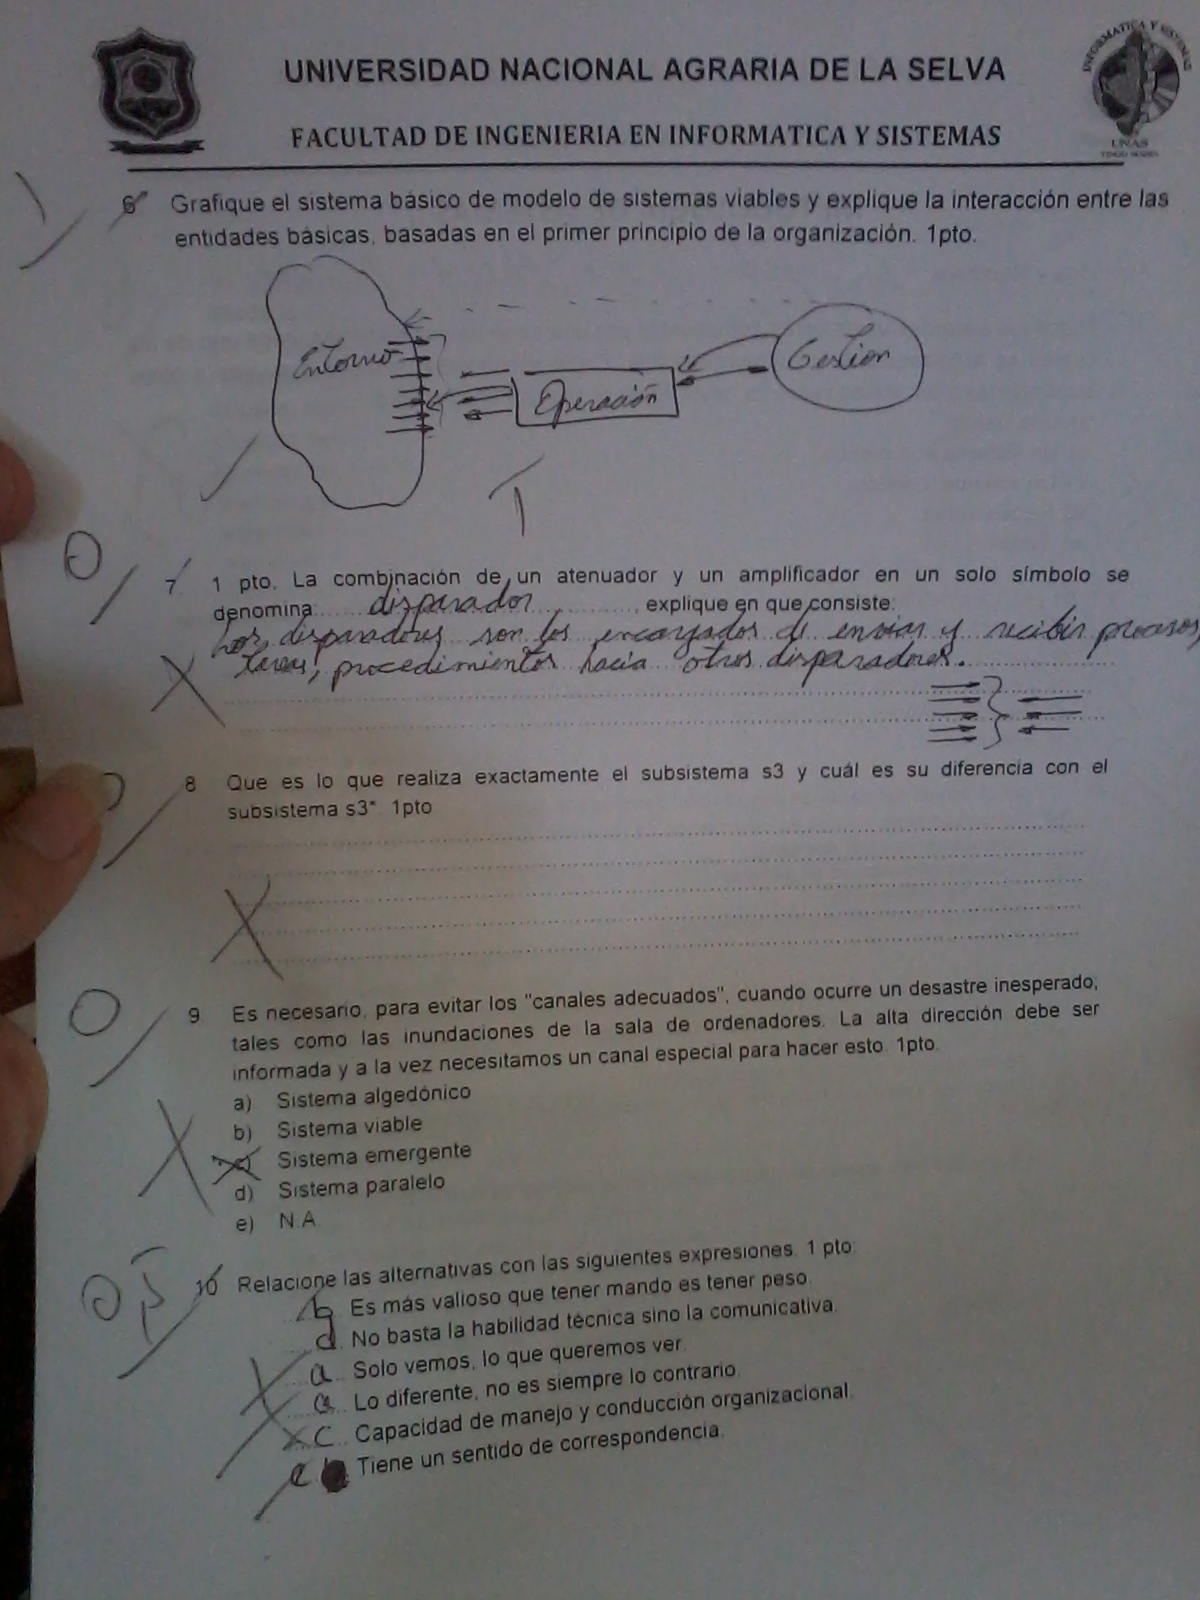 INFORMATICA Y SISTEMAS
UNAS
UNIVERSIDAD NACIONAL AGRARIA DE LA SELVA
FACULTAD DE INGENIERIA EN INFORMATICA Y SISTEMAS
6 Grafique el sistema básico de modelo de sistemas viables y explique la interacción entre las
entidades básicas, basadas en el primer principio de la organización. 1pto.
Entorno
Operación
Gestion
7 1 pto. La combinación de un atenuador y un amplificador en un solo símbolo se
denomina: disparador, explique en que consiste:
Los disparadores son los encargados de enviar y recibir procesos,
tareas, procedimientos hacia otros disparadores.
8 Que es lo que realiza exactamente el subsistema s3 y cuál es su diferencia con el
subsistema s3* 1pto
9 Es necesario, para evitar los "canales adecuados", cuando ocurre un desastre inesperado;
tales como las inundaciones de la sala de ordenadores. La alta dirección debe ser
informada y a la vez necesitamos un canal especial para hacer esto. 1pto.
a) Sistema algedónico
b) Sistema viable
c) Sistema emergente
d) Sistema paralelo
e) N.A
10 Relacione las alternativas con las siguientes expresiones. 1 pto:
b Es más valioso que tener mando es tener peso.
d. No basta la habilidad técnica sino la comunicativa.
a Solo vemos, lo que queremos ver.
Lo diferente, no es siempre lo contrario.
c Capacidad de manejo y conducción organizacional.
e Tiene un sentido de correspondencia.